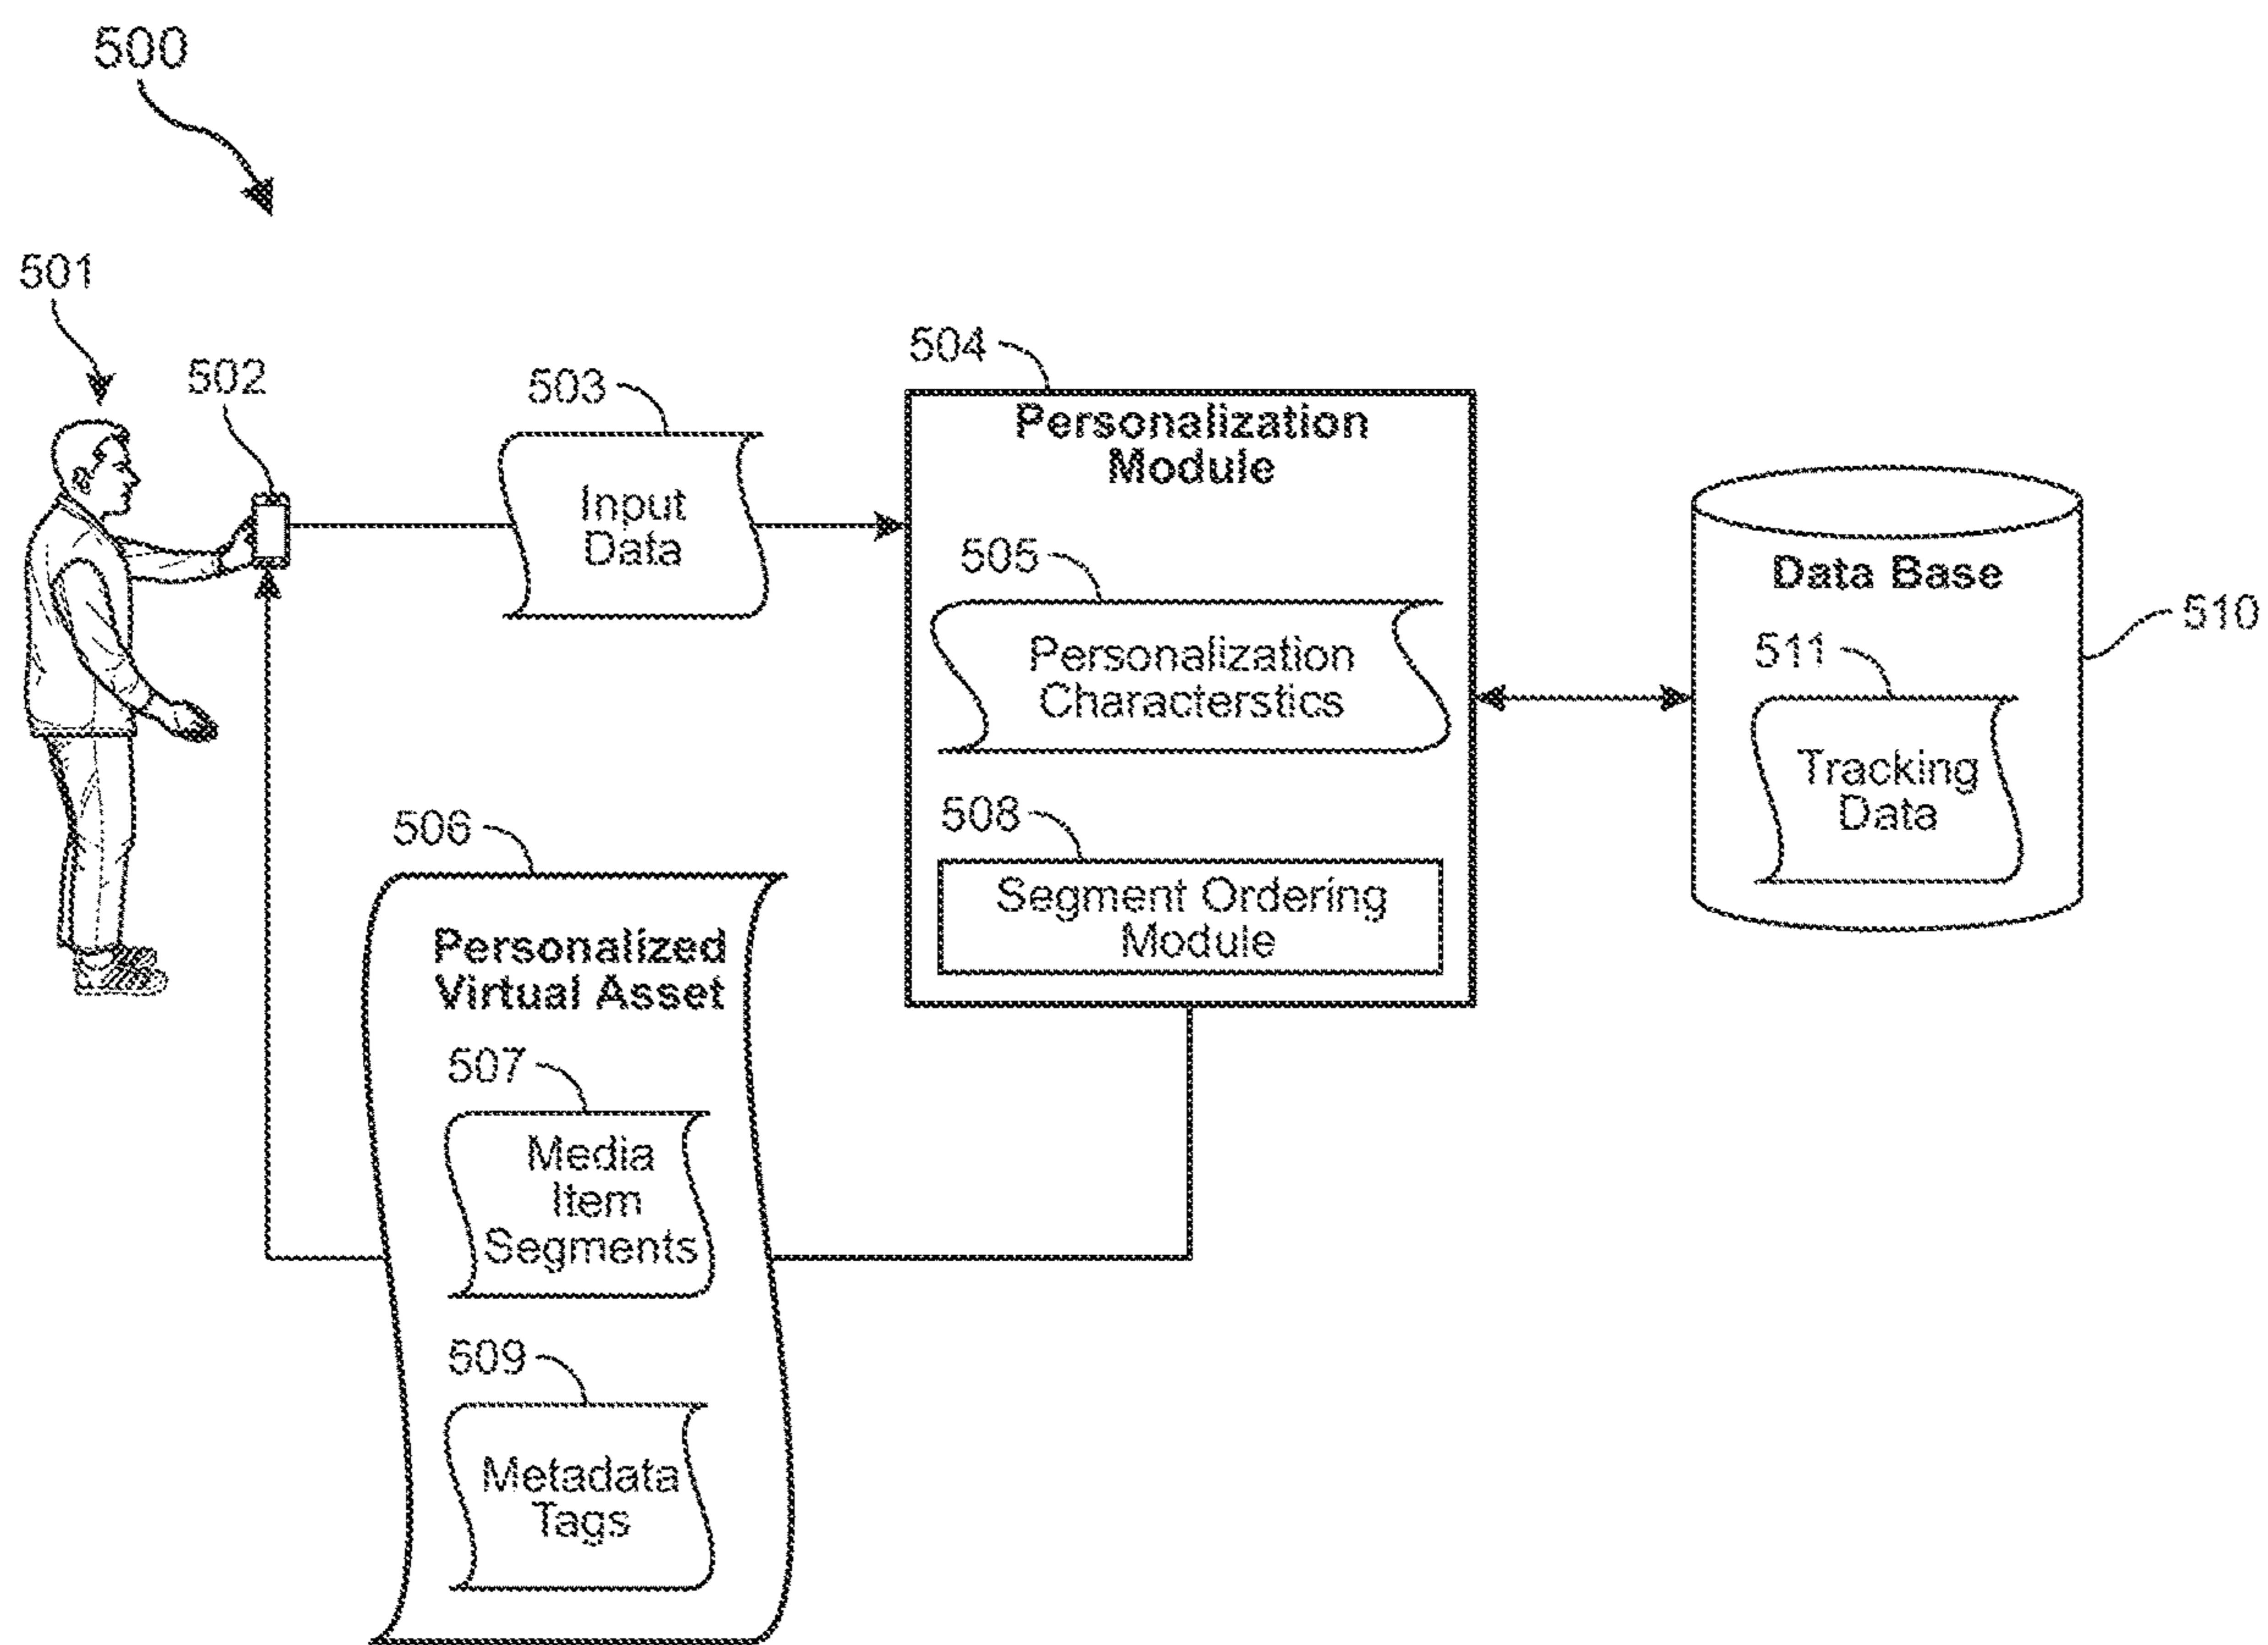 500
501
502
503
Input
Data
504
Personalization
Module
505
Personalization
Characterstics
508
Segment Ordering
Module
Data Base
510
511
Tracking
Data
506
Personalized
Virtual Asset
507
Media
Item
Segments
509
Metadata
Tags